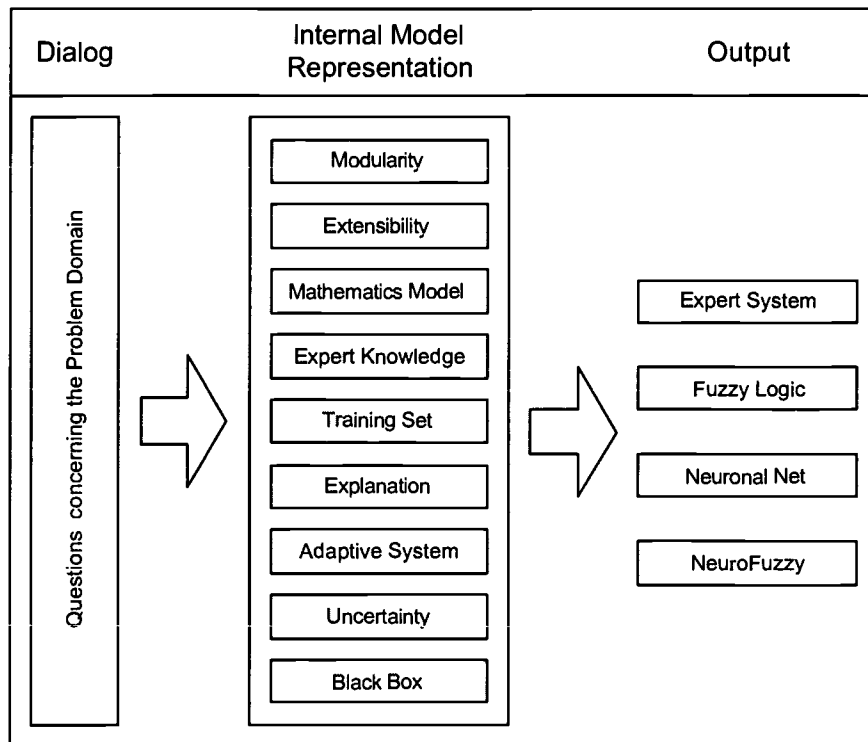 Dialog
Internal Model
Representation
Output
Questions concerning the Problem Domain
Modularity
Extensibility
Mathematics Model
Expert Knowledge
Training Set
Explanation
Adaptive System
Uncertainty
Black Box
Expert System
Fuzzy Logic
Neuronal Net
NeuroFuzzy